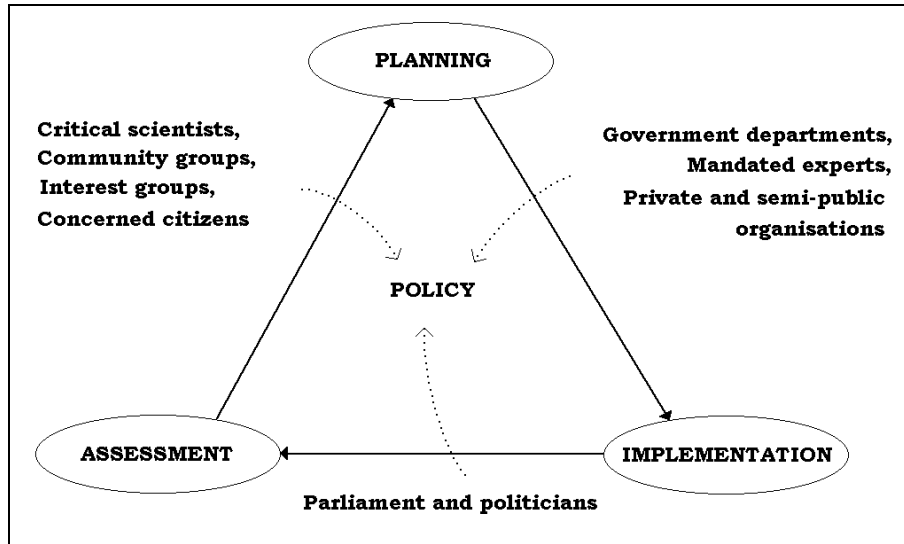 PLANNING
Critical scientists,
Community groups,
Interest groups,
Concerned citizens
Government departments,
Mandated experts,
Private and semi-public
organisations
POLICY
ASSESSMENT
IMPLEMENTATION
Parliament and politicians